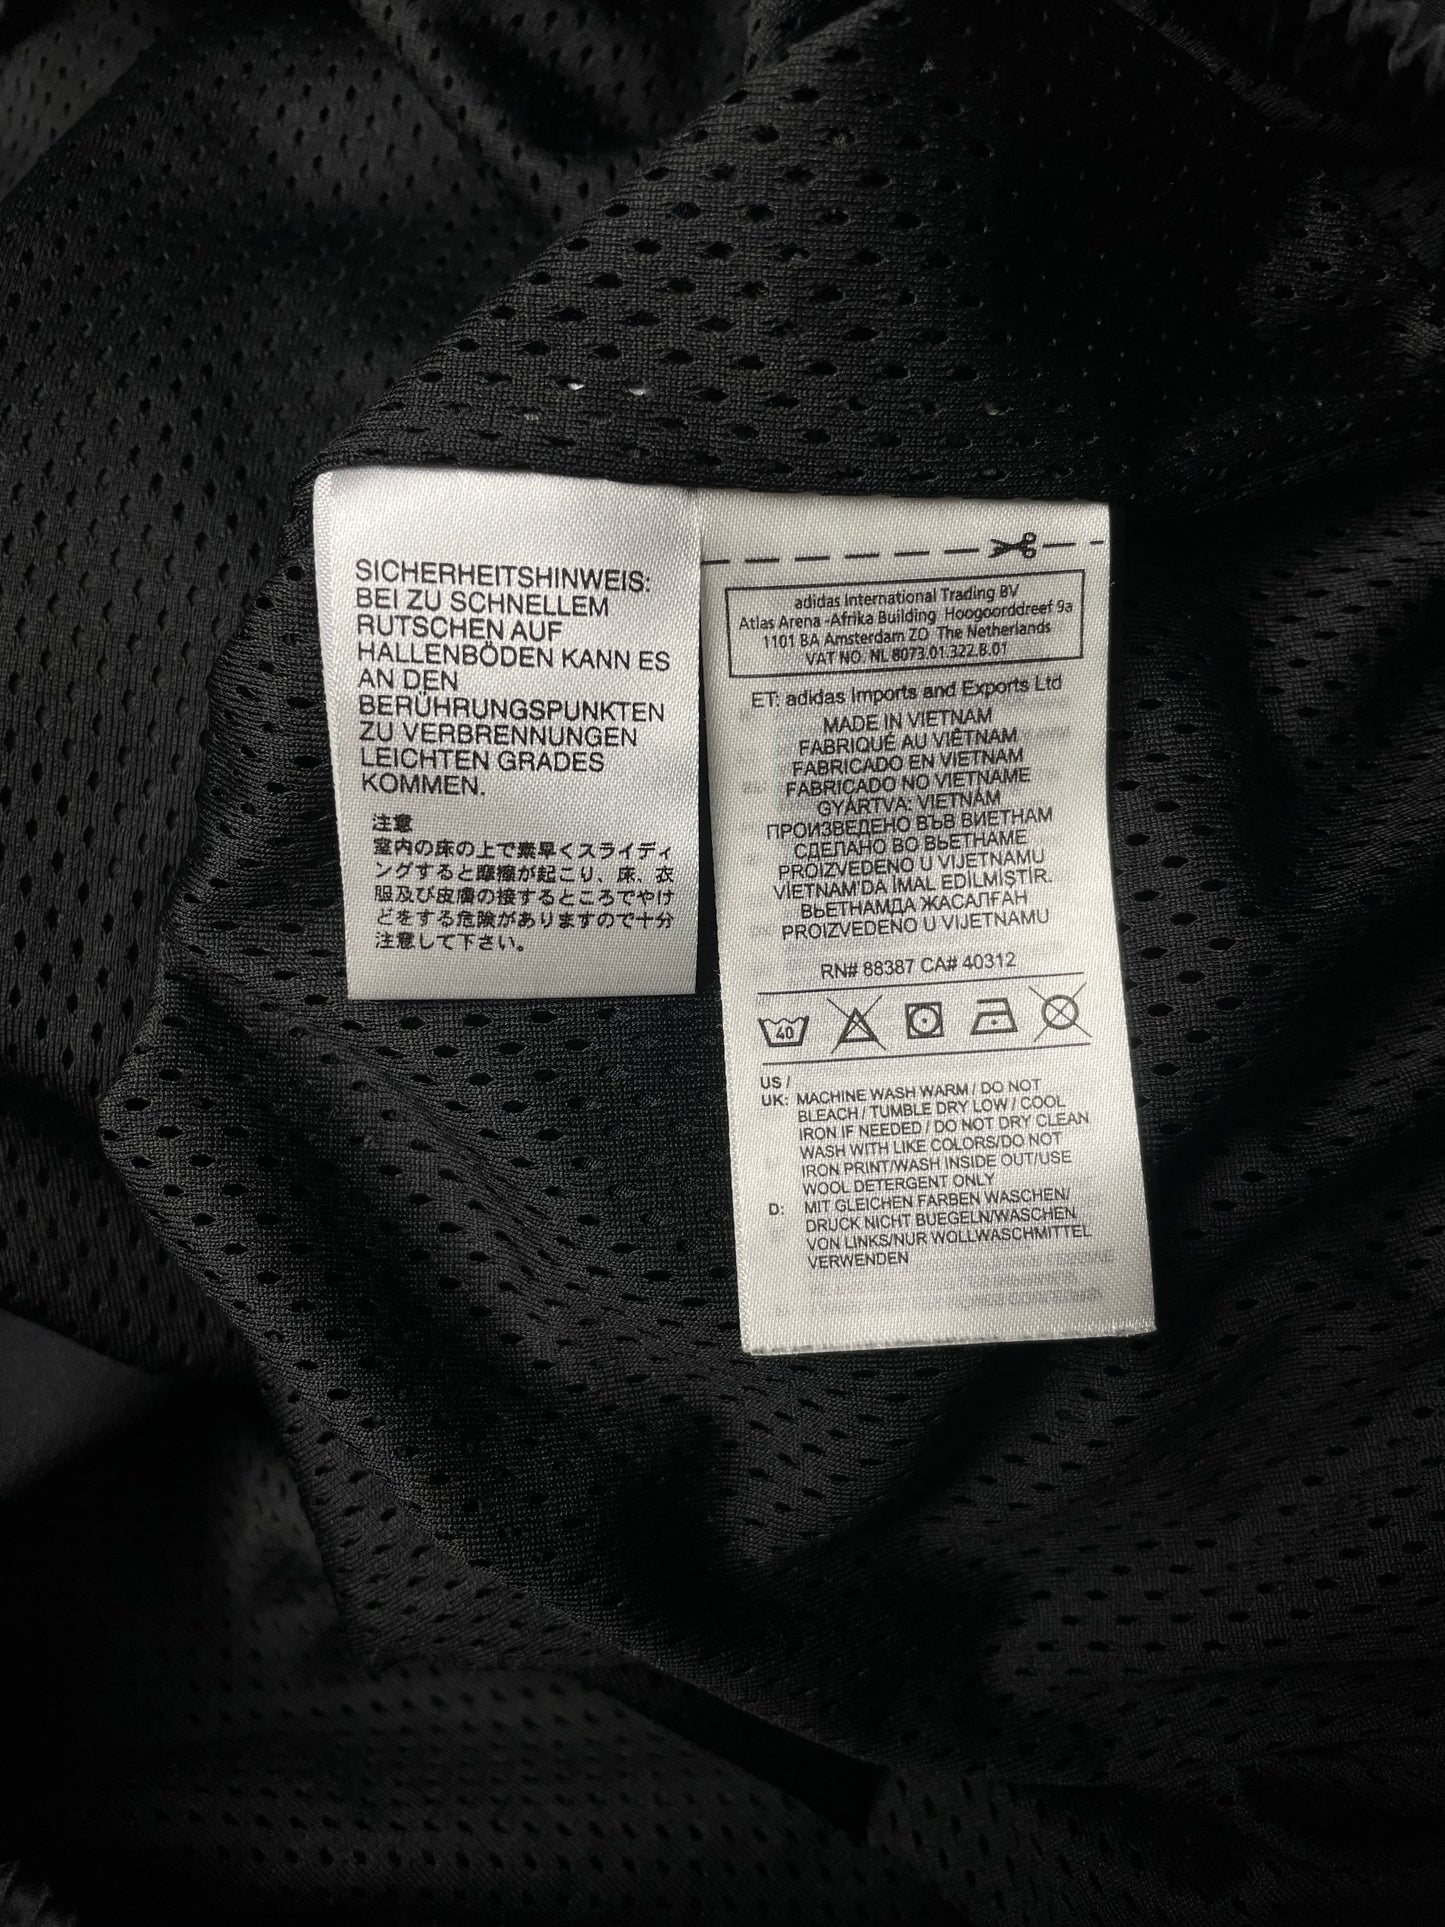 SICHERHEITSHINWEIS:
BEI ZU SCHNELLEM
RUTSCHEN AUF
HALLENBÖDEN KANN ES
AN DEN
BERÜHRUNGSPUNKTEN
ZU VERBRENNUNGEN
LEICHTEN GRADES
KOMMEN.
注意
室内の床の上で素早くスライディ
ングすると摩擦が起こり、床、衣
服及び皮膚の接するところでやけ
どをする危険がありますので十分
注意して下さい。
adidas International Trading BV
Atlas Arena -Afrika Building Hoogoorddreef 9a
1101 BA Amsterdam ZO The Netherlands
VAT NO. NL 8073.01.322.B.01
ET: adidas Imports and Exports Ltd
MADE IN VIETNAM
FABRIQUÉ AU VIÊTNAM
FABRICADO EN VIETNAM
FABRICADO NO VIETNAME
GYÁRTVA: VIETNÁM
ПРОИЗВЕДЕНО ВЪВ ВИЕТНАМ
СДЕЛАНО ВО ВЬЕТНАМЕ
PROIZVEDENO U VIJETNAMU
VİETNAM'DA İMAL EDİLMİŞTİR.
ВЬЕТНАМДА ЖАСАЛҒАН
PROIZVEDENO U VIJETNAMU
RN# 88387 CA# 40312
40
US /
UK: MACHINE WASH WARM / DO NOT
BLEACH / TUMBLE DRY LOW / COOL
IRON IF NEEDED / DO NOT DRY CLEAN
WASH WITH LIKE COLORS/DO NOT
IRON PRINT/WASH INSIDE OUT/USE
WOOL DETERGENT ONLY
D: MIT GLEICHEN FARBEN WASCHEN/
DRUCK NICHT BUEGELN/WASCHEN
VON LINKS/NUR WOLLWASCHMITTEL
VERWENDEN